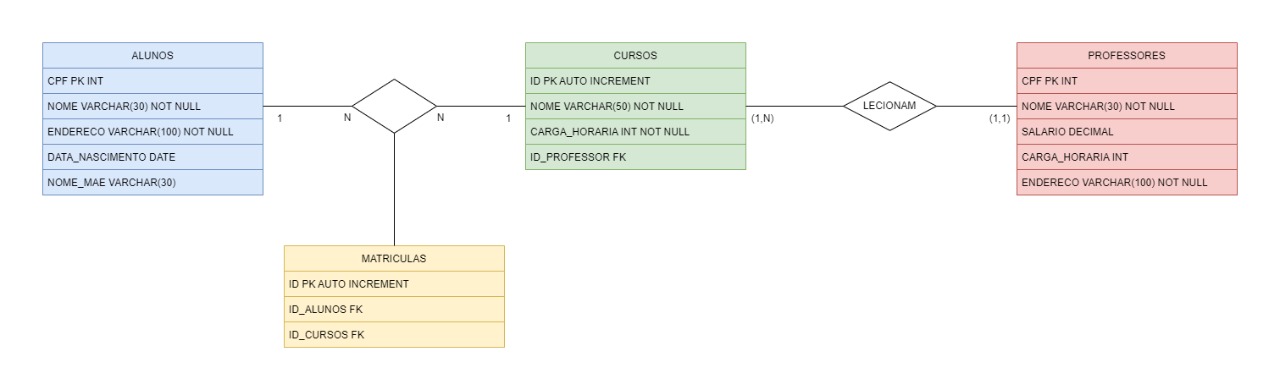 ALUNOS
CPF PK INT
NOME VARCHAR(30) NOT NULL
ENDERECO VARCHAR(100) NOT NULL
DATA_NASCIMENTO DATE
NOME_MAE VARCHAR(30)
1
N
N
1
CURSOS
ID PK AUTO INCREMENT
NOME VARCHAR(50) NOT NULL
CARGA_HORARIA INT NOT NULL
ID_PROFESSOR FK
(1,N)
LECIONAM
(1,1)
PROFESSORES
CPF PK INT
NOME VARCHAR(30) NOT NULL
SALARIO DECIMAL
CARGA_HORARIA INT
ENDERECO VARCHAR(100) NOT NULL
MATRICULAS
ID PK AUTO INCREMENT
ID_ALUNOS FK
ID_CURSOS FK